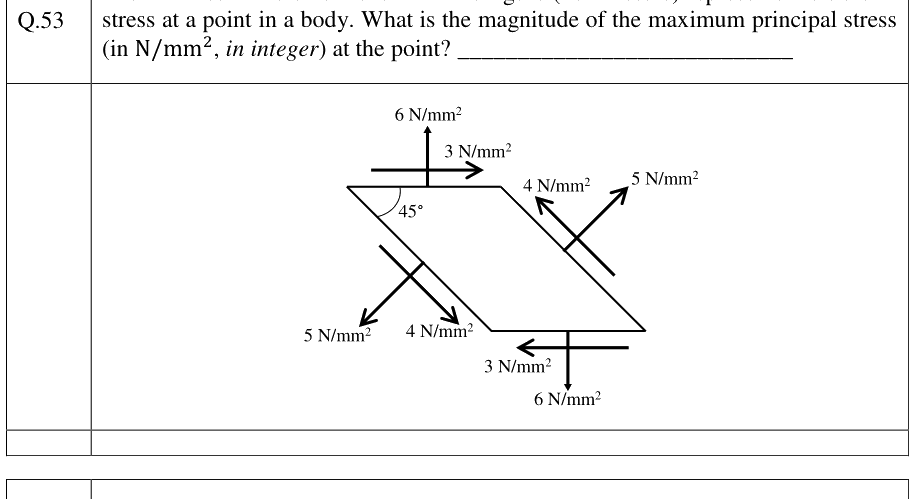 Q.53
stress at a point in a body. What is the magnitude of the maximum principal stress
(in N/mm², in integer) at the point? ____________________________
6 N/mm²
3 N/mm²
4 N/mm²
5 N/mm²
45°
5 N/mm²
4 N/mm²
3 N/mm²
6 N/mm²